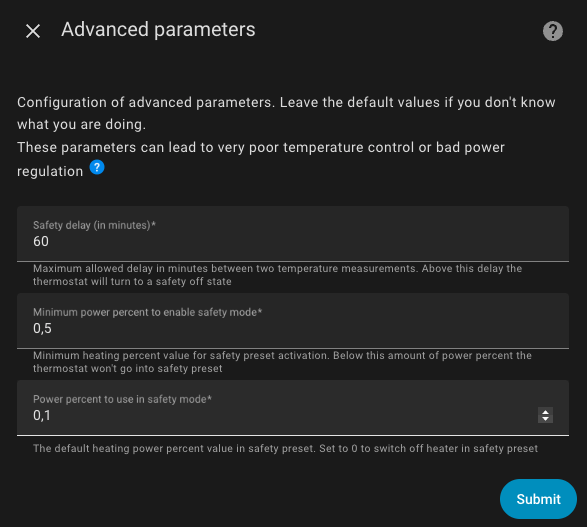 Advanced parameters
?
Configuration of advanced parameters. Leave the default values if you don't know
what you are doing.
These parameters can lead to very poor temperature control or bad power
regulation ?
Safety delay (in minutes)*
60
Maximum allowed delay in minutes between two temperature measurements. Above this delay the
thermostat will turn to a safety off state
Minimum power percent to enable safety mode*
0,5
Minimum heating percent value for safety preset activation. Below this amount of power percent the
thermostat won't go into safety preset
Power percent to use in safety mode*
0,1
The default heating power percent value in safety preset. Set to 0 to switch off heater in safety preset
Submit